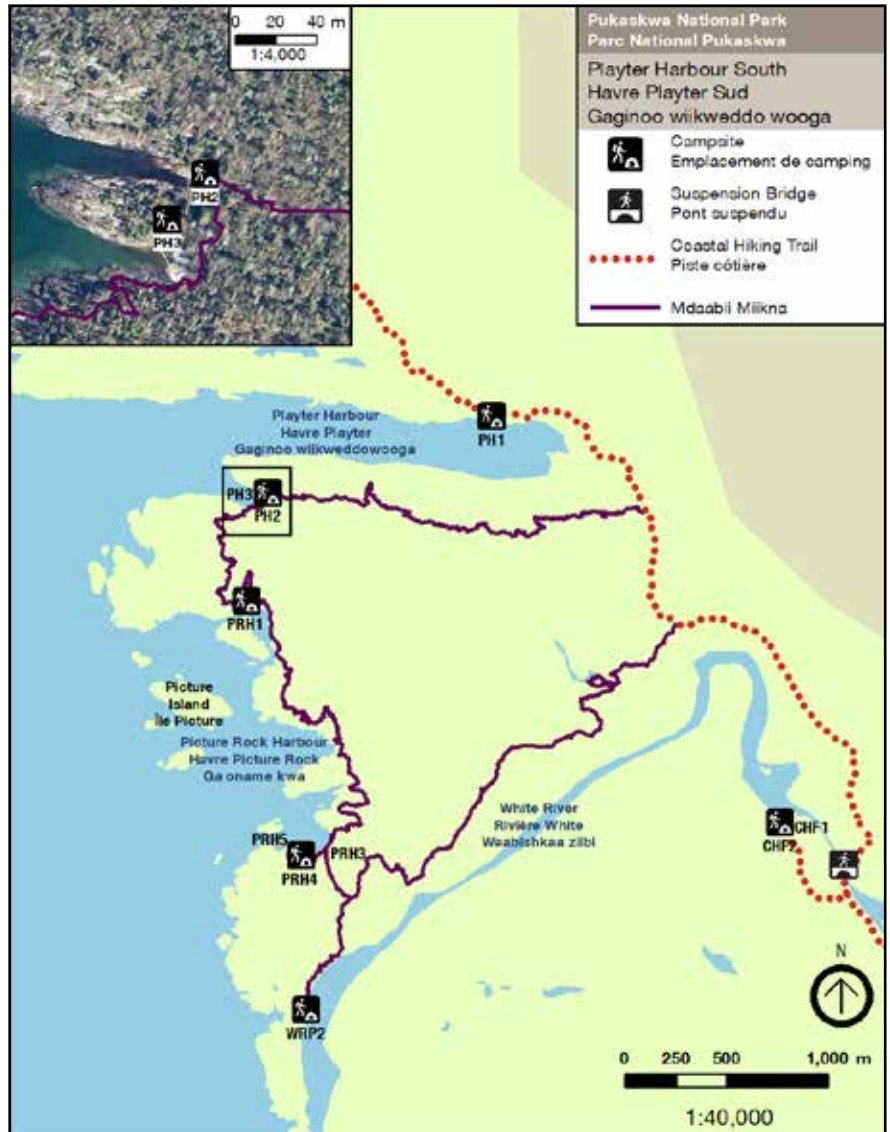 0 20 40 m
1:4,000
PH2
PH3
Pukaskwa National Park
Parc National Pukaskwa
Playter Harbour South
Havre Playter Sud
Gaginoo wiikweddo wooga
Campsite
Emplacement de camping
Suspension Bridge
Pont suspendu
Coastal Hiking Trail
Piste côtière
Mdaabii Miikna
Playter Harbour
Havre Playter
Gaginoo wiikweddowooga
PH1
PH3
PH2
PRH1
Picture
Island
Île Picture
Picture Rock Harbour
Havre Picture Rock
Ga oname kwa
White River
Rivière White
Waabishkaa ziibi
PRH5
PRH3
PRH4
CHF1
CHF2
WRP2
N
0 250 500 1,000 m
1:40,000